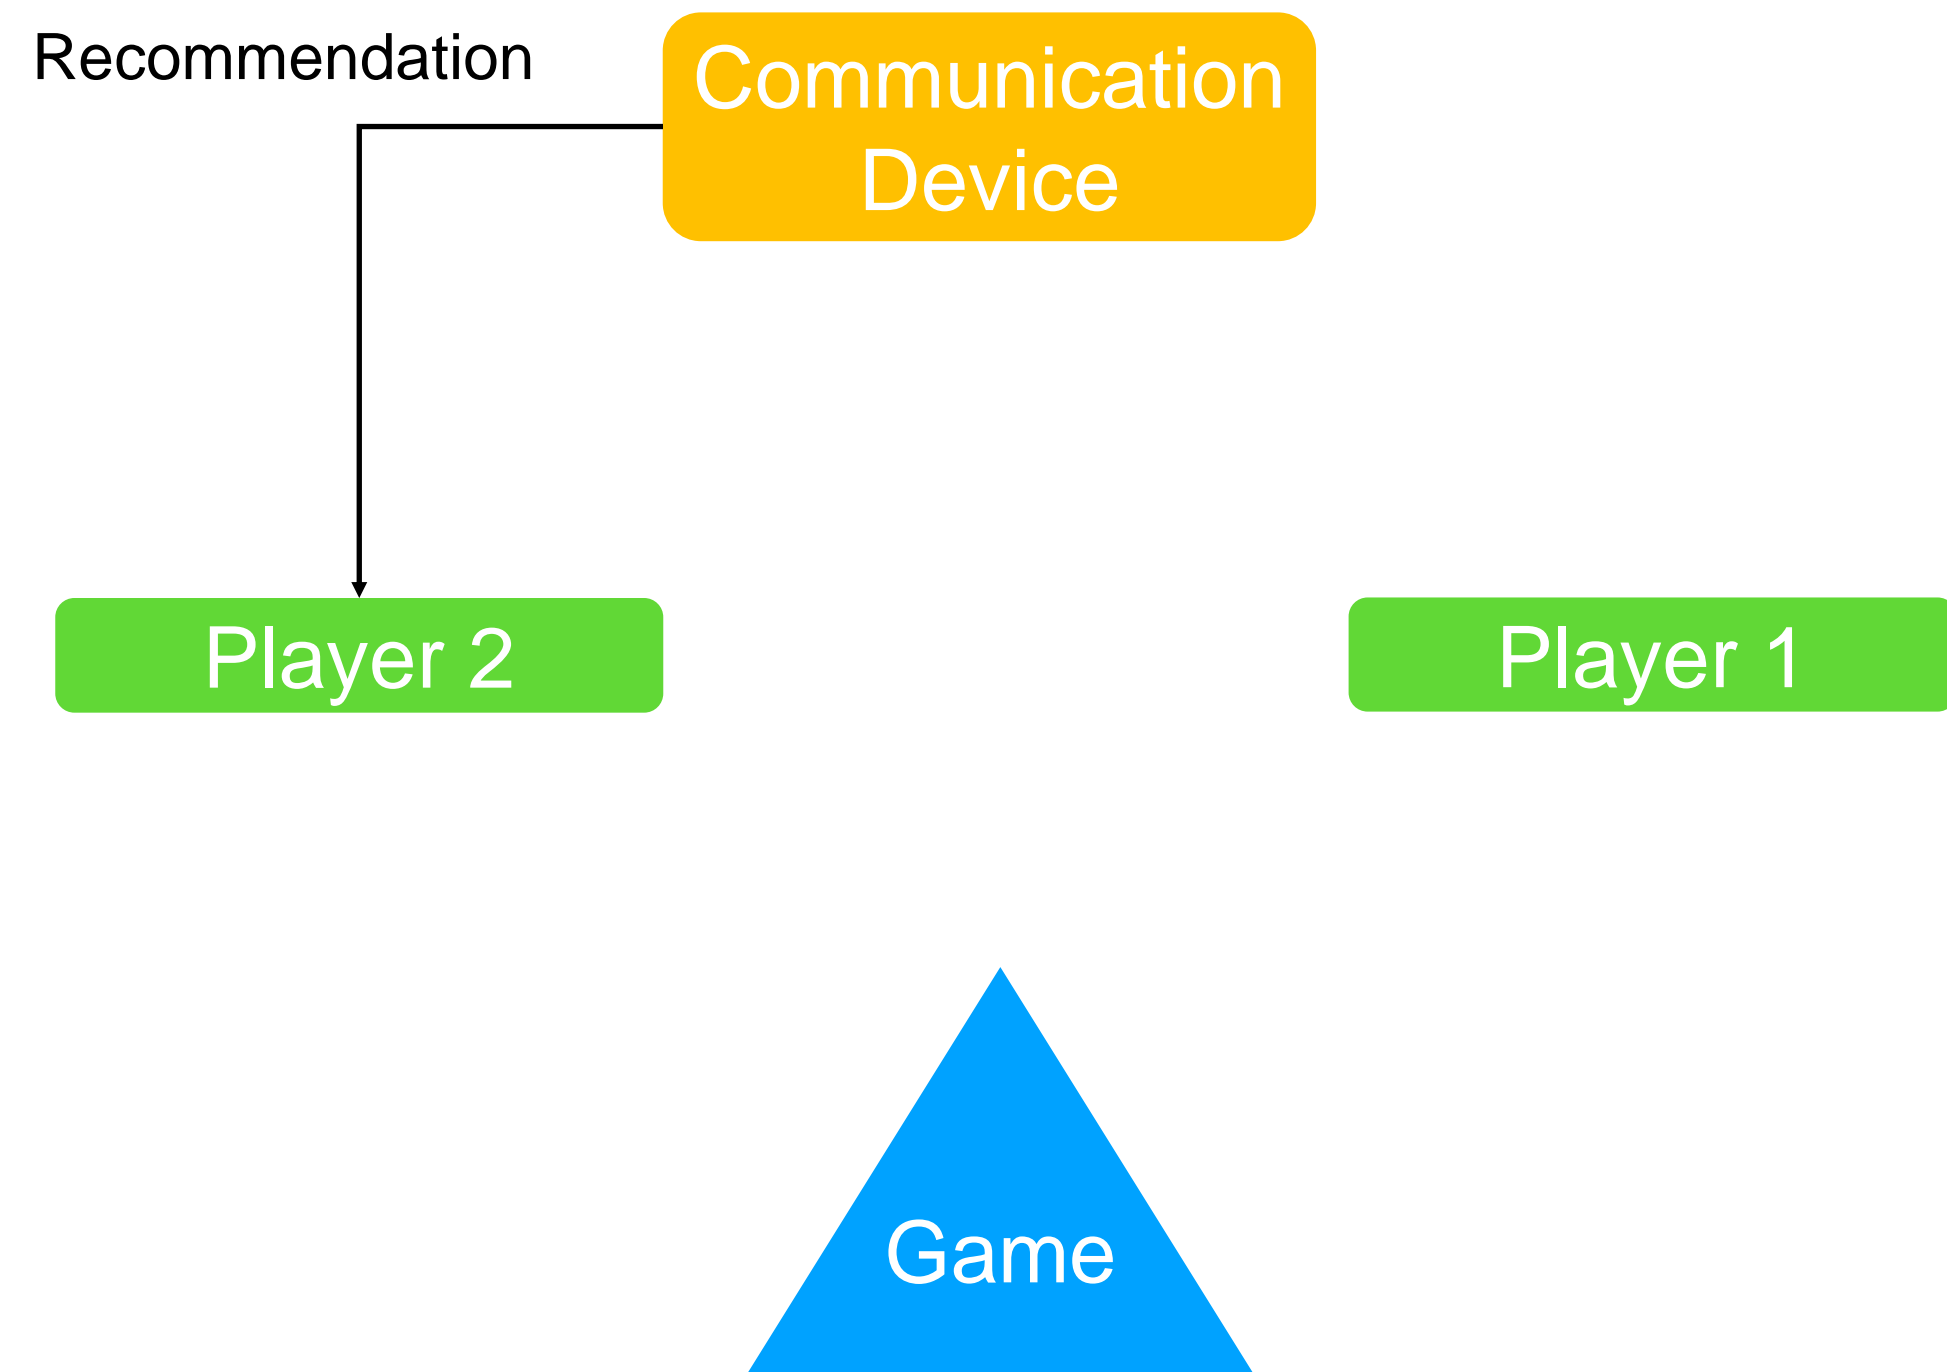 Recommendation
Communication
Device
Player 2
Player 1
Game